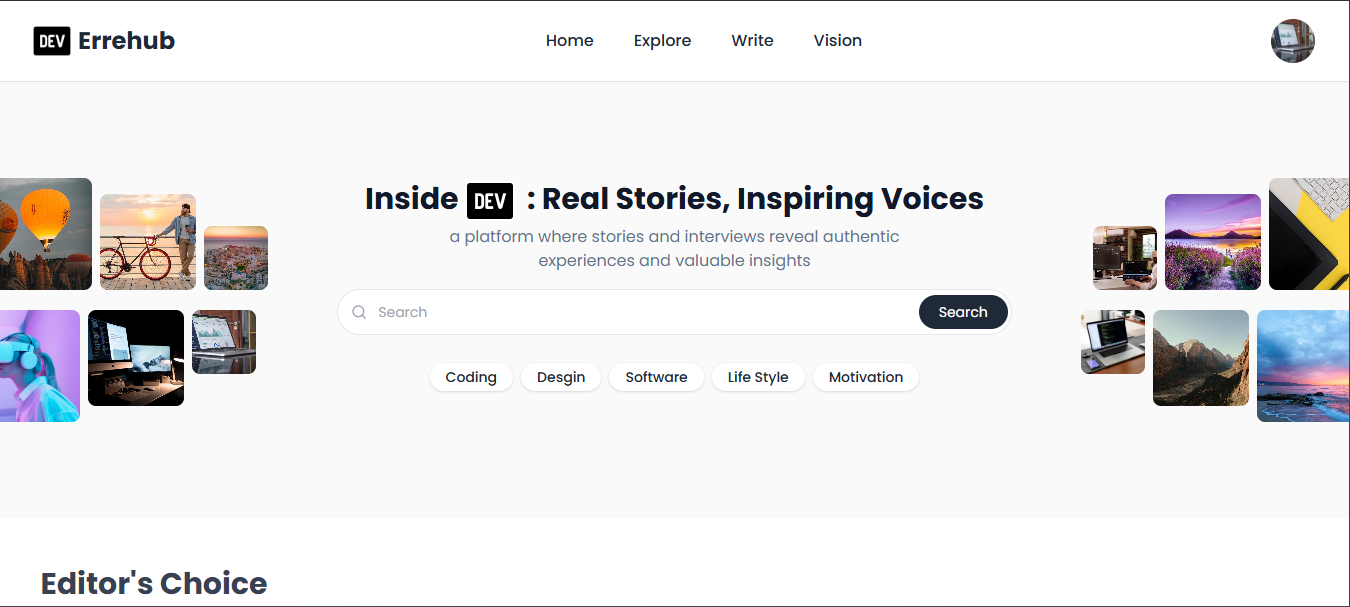 DEV Errehub
Home Explore Write Vision
Inside DEV : Real Stories, Inspiring Voices
a platform where stories and interviews reveal authentic
experiences and valuable insights
Search Search
Coding Desgin Software Life Style Motivation
Editor's Choice